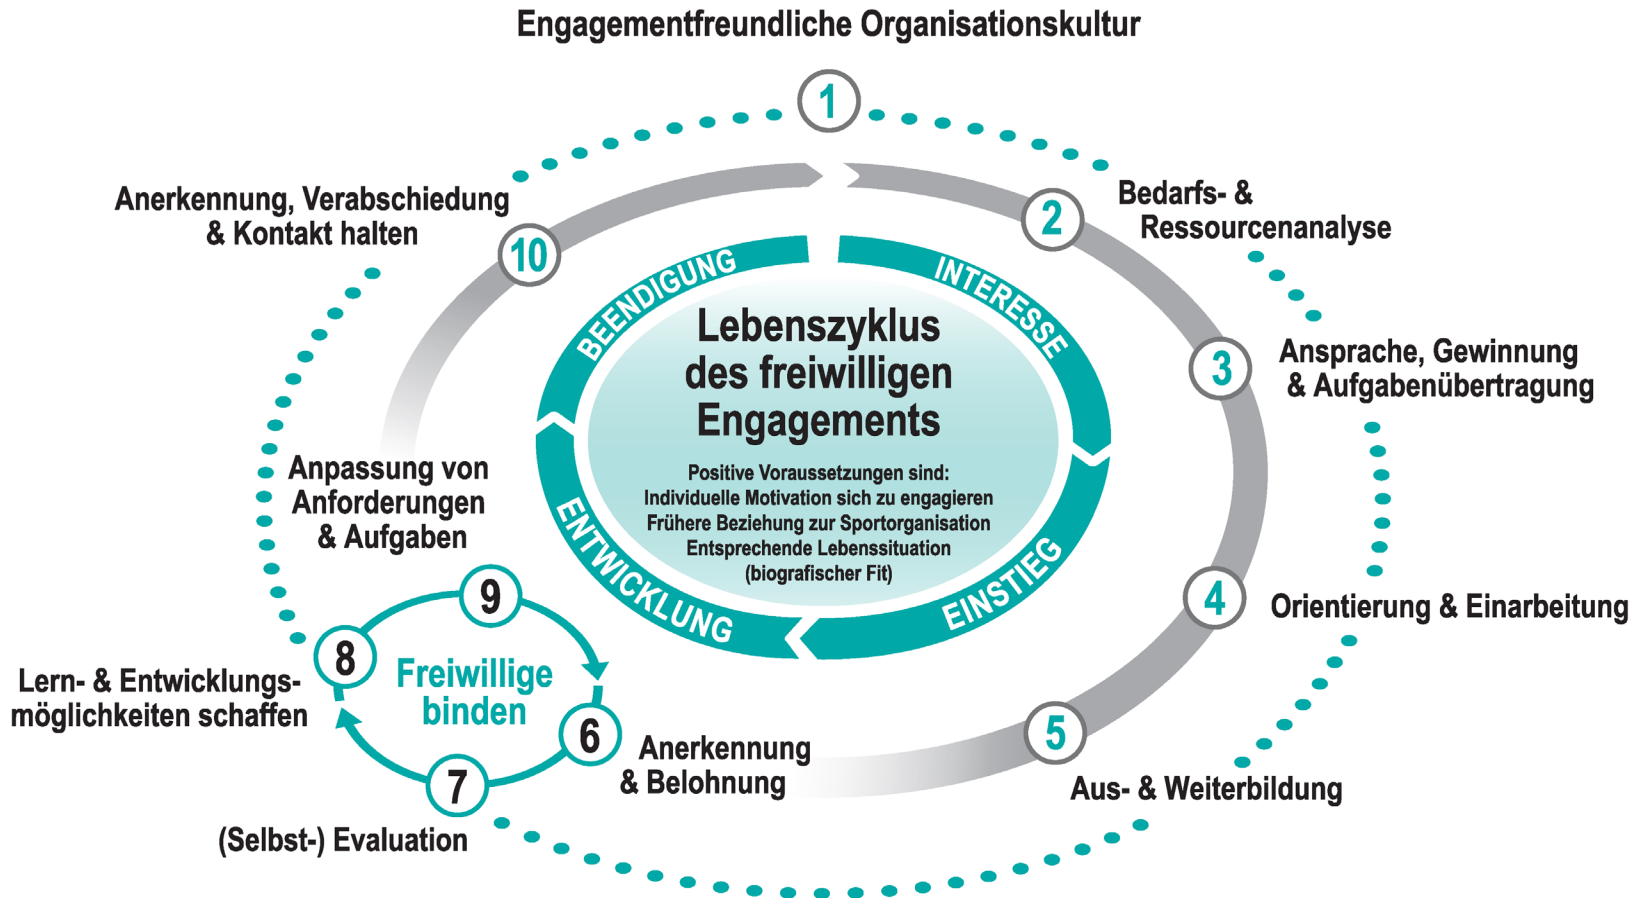 Engagementfreundliche Organisationskultur
1
Bedarfs- &
Ressourcenanalyse
2
Ansprache, Gewinnung
& Aufgabenübertragung
3
Orientierung & Einarbeitung
4
Aus- & Weiterbildung
5
Anerkennung
& Belohnung
6
(Selbst-) Evaluation
7
Lern- & Entwicklungs-
möglichkeiten schaffen
8
Anpassung von
Anforderungen
& Aufgaben
9
Freiwillige
binden
Anerkennung, Verabschiedung
& Kontakt halten
10
INTERESSE
EINSTIEG
ENTWICKLUNG
BEENDIGUNG
Lebenszyklus
des freiwilligen
Engagements
Positive Voraussetzungen sind:
Individuelle Motivation sich zu engagieren
Frühere Beziehung zur Sportorganisation
Entsprechende Lebenssituation
(biografischer Fit)